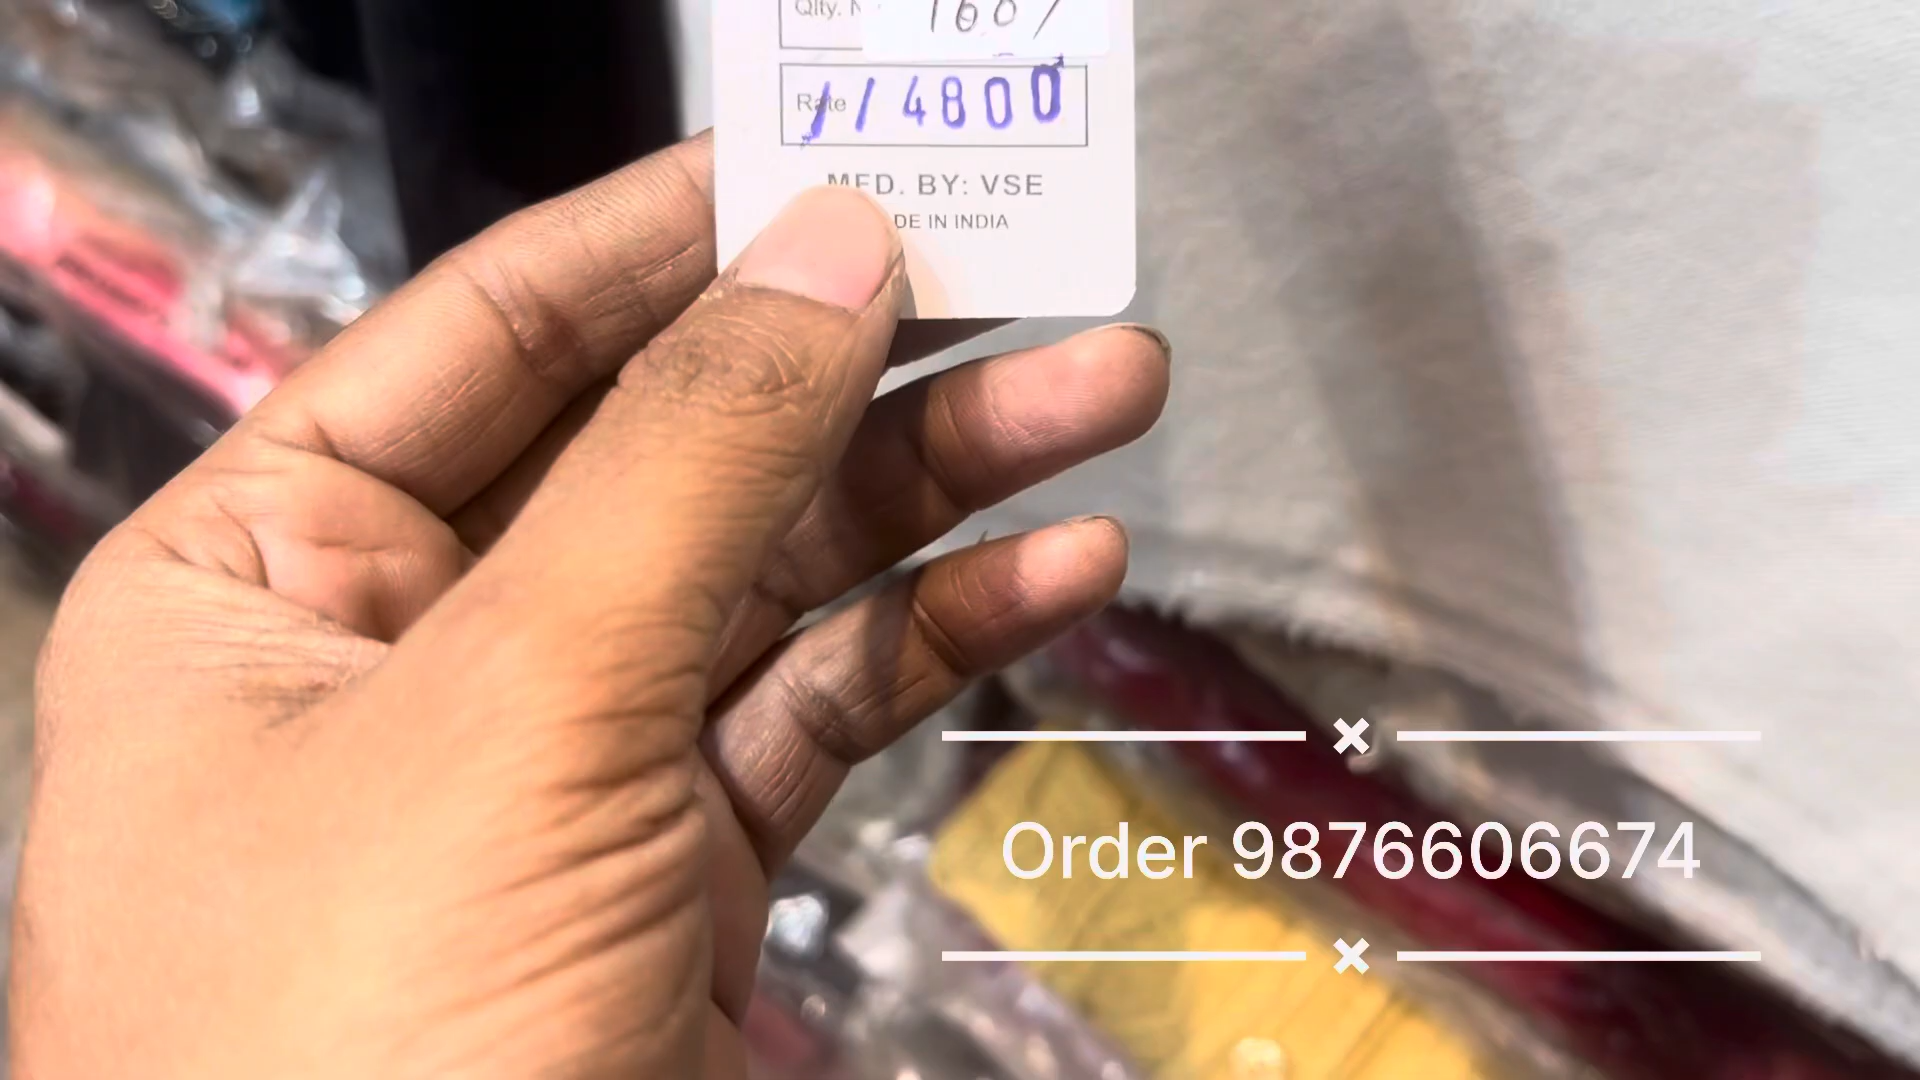 Qlty. N
1607
Rate //4800
MFD. BY: VSE
DE IN INDIA
Order 9876606674